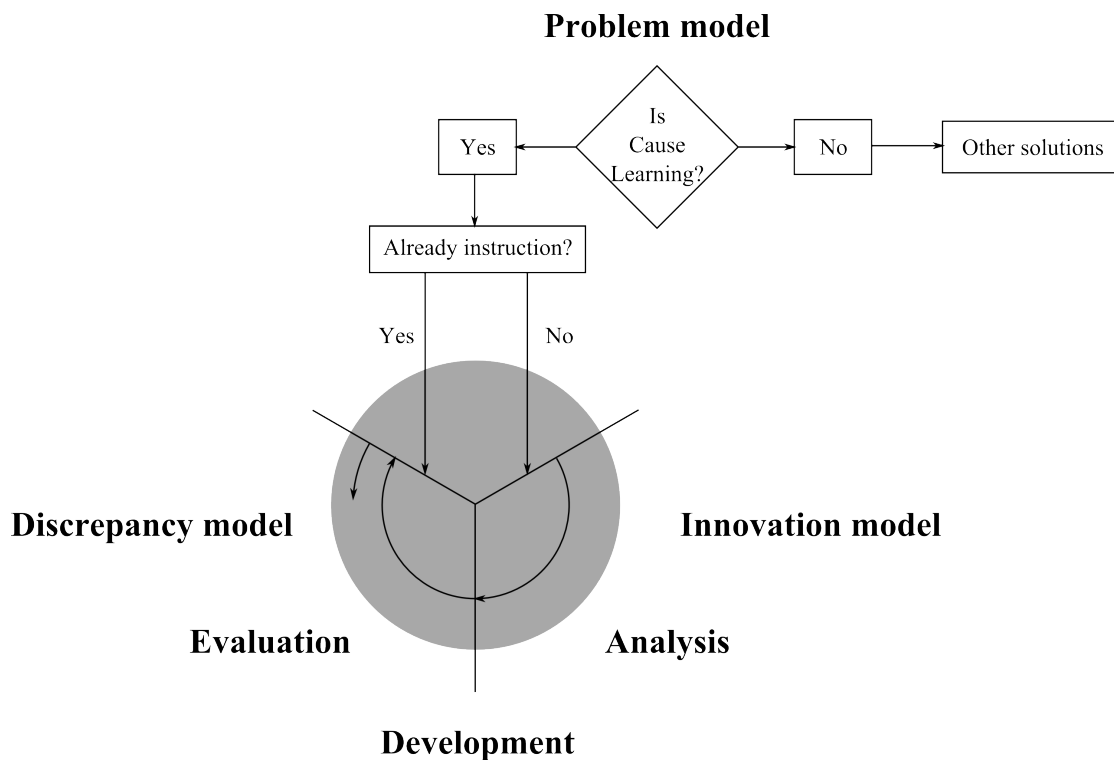 Problem model
Is
Cause
Learning?
Yes
No
Other solutions
Already instruction?
Yes
No
Discrepancy model
Innovation model
Evaluation
Analysis
Development